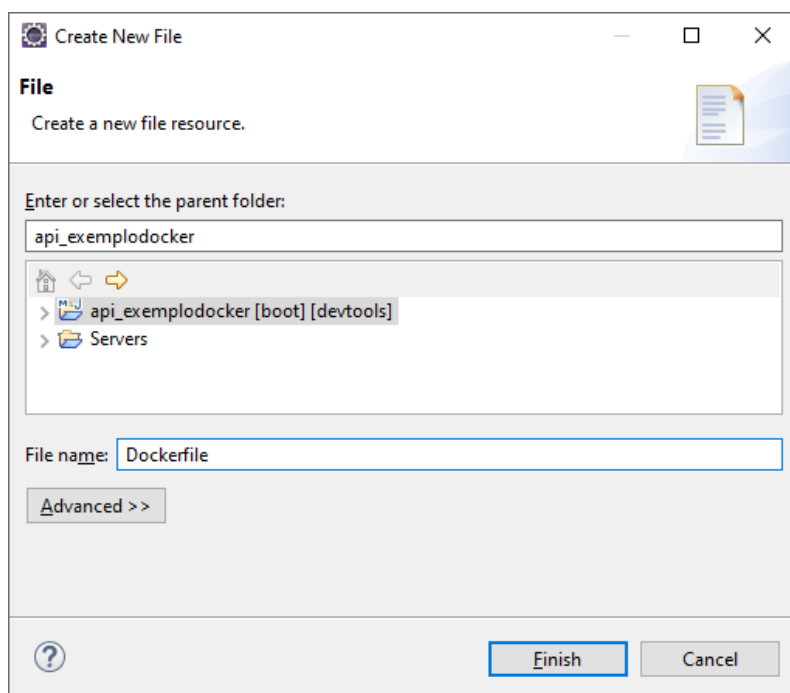 Create New File
File
Create a new file resource.
Enter or select the parent folder:
api_exemplodocker
api_exemplodocker [boot] [devtools]
Servers
File name: Dockerfile
Advanced >>
Finish Cancel